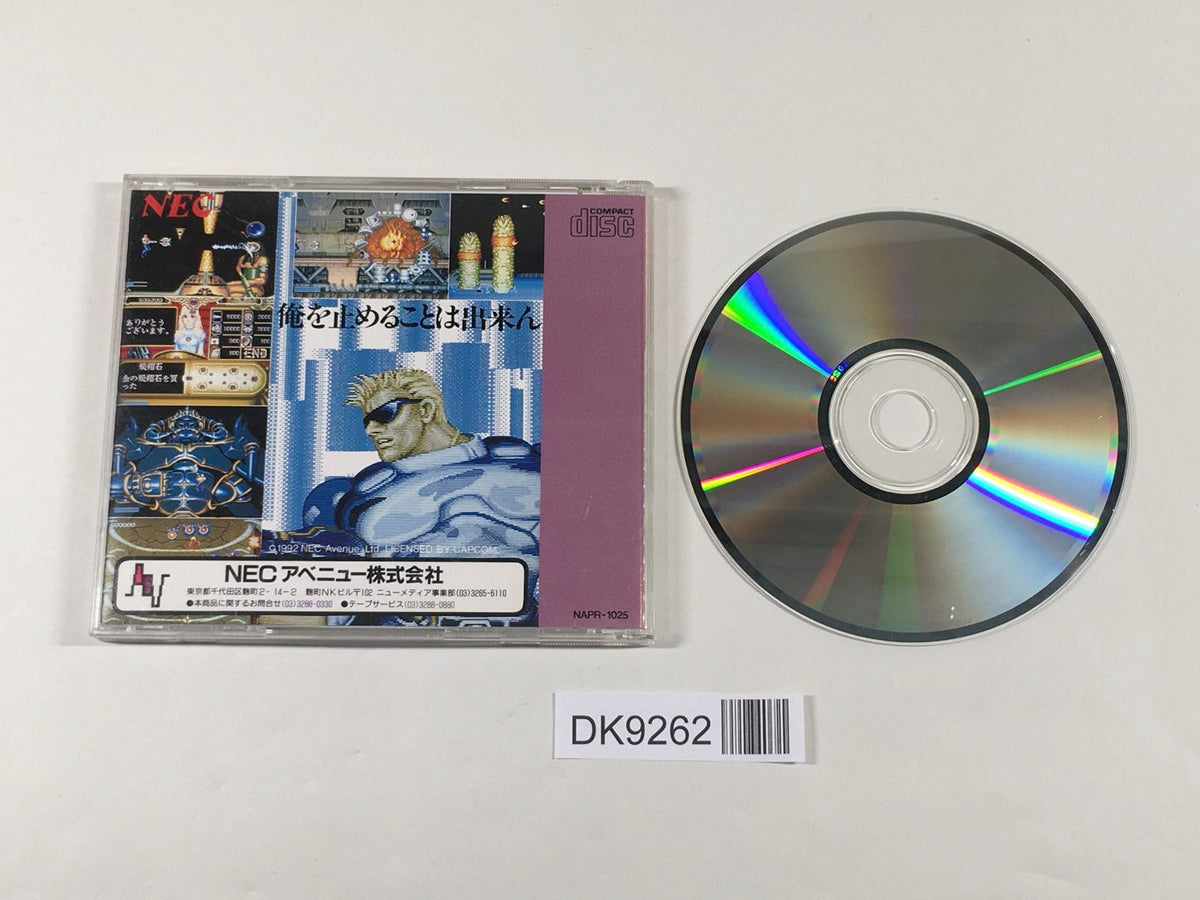 NEC
COMPACT
disc
俺を止めることは出来ん
ありがとう
ございます。
END
飛翔石
金の飛翔石を買
った
©1992 NEC Avenue, Ltd. LICENSED BY CAPCOM.
NECアベニュー株式会社
東京都千代田区麹町2-14-2 麹町NKビル〒102 ニューメディア事業部(03)3265-6110
●本商品に関するお問合せ(03)3288-0330 ●テープサービス(03)3288-0660
NAPR-1025
DK9262